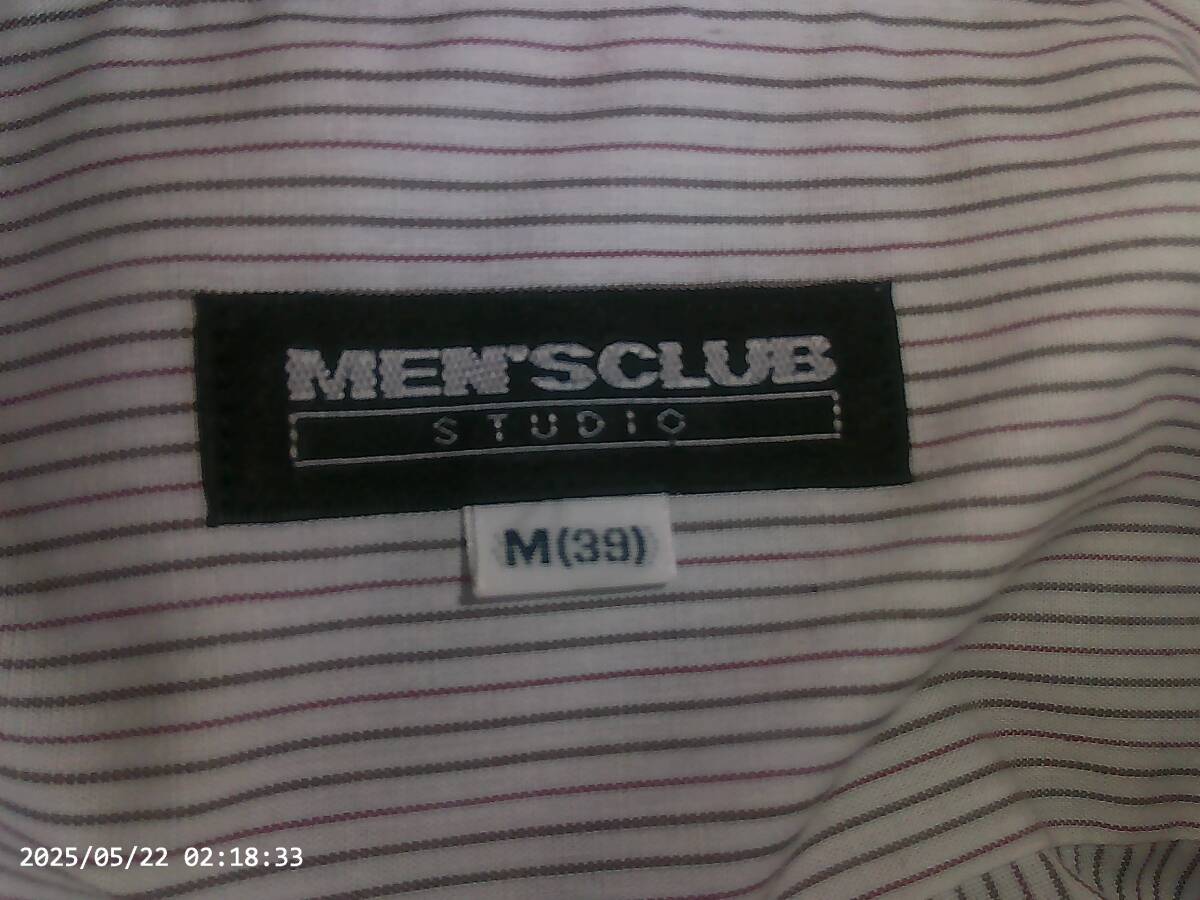 MEN'SCLUB
STUDIO
M(39)
2025/05/22 02:18:33